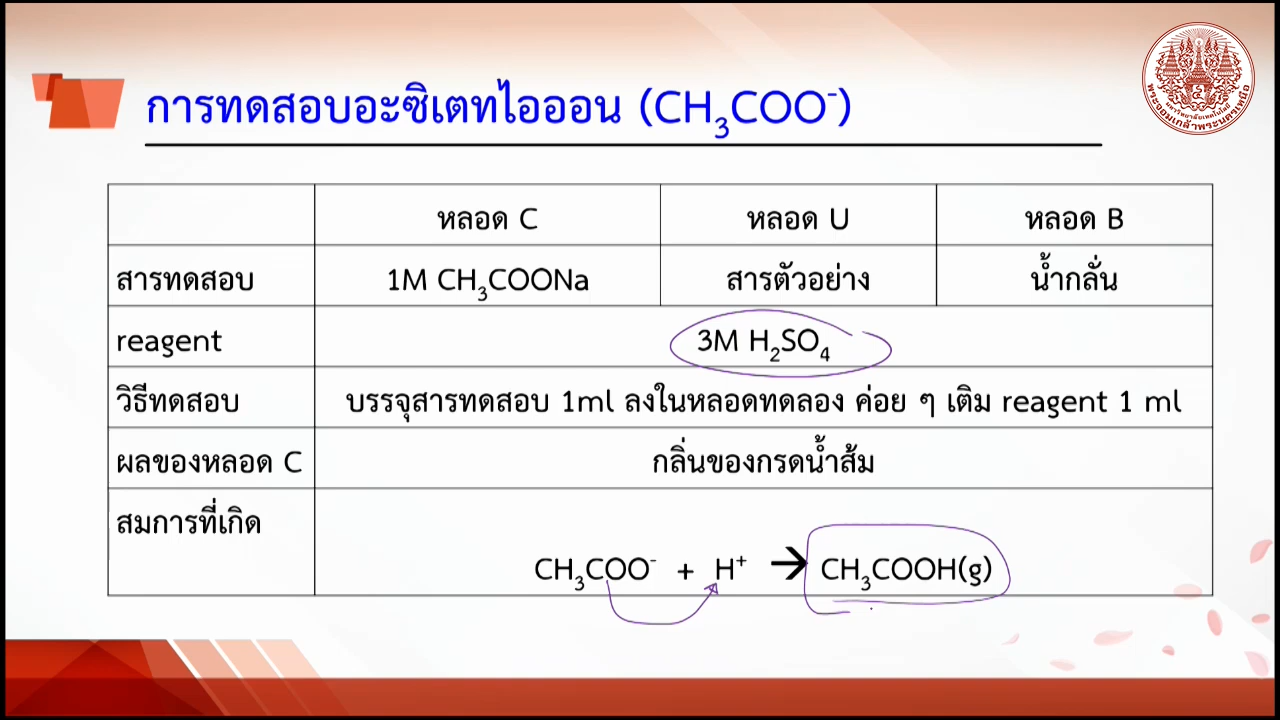 การทดสอบอะซิเตทไอออน (CH₃COO⁻)
หลอด C หลอด U หลอด B
สารทดสอบ 1M CH₃COONa สารตัวอย่าง น้ำกลั่น
reagent 3M H₂SO₄
วิธีทดสอบ บรรจุสารทดสอบ 1ml ลงในหลอดทดลอง ค่อย ๆ เติม reagent 1 ml
ผลของหลอด C กลิ่นของกรดน้ำส้ม
สมการที่เกิด
CH₃COO⁻ + H⁺ → CH₃COOH(g)